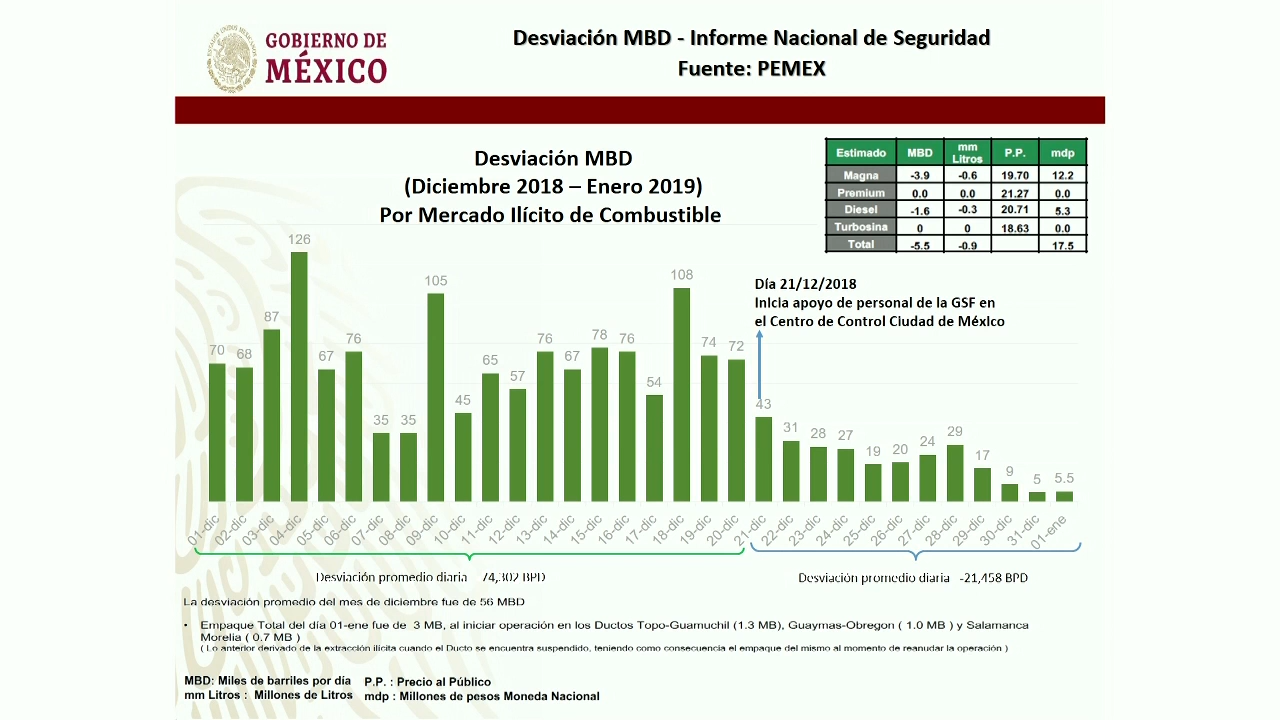 GOBIERNO DE
MÉXICO
Desviación MBD - Informe Nacional de Seguridad
Fuente: PEMEX
Desviación MBD
(Diciembre 2018 – Enero 2019)
Por Mercado Ilícito de Combustible
Estimado MBD mm Litros P.P. mdp
Magna -3.9 -0.6 19.70 12.2
Premium 0.0 0.0 21.27 0.0
Diesel -1.6 -0.3 20.71 5.3
Turbosina 0 0 18.63 0.0
Total -5.5 -0.9 17.5
Día 21/12/2018
Inicia apoyo de personal de la GSF en
el Centro de Control Ciudad de México
70 68 87 126 67 76 35 35 105 45 65 57 76 67 78 76 54 108 74 72 43 31 28 27 19 20 24 29 17 9 5 5.5
01-dic 02-dic 03-dic 04-dic 05-dic 06-dic 07-dic 08-dic 09-dic 10-dic 11-dic 12-dic 13-dic 14-dic 15-dic 16-dic 17-dic 18-dic 19-dic 20-dic 21-dic 22-dic 23-dic 24-dic 25-dic 26-dic 27-dic 28-dic 29-dic 30-dic 31-dic 01-ene
Desviación promedio diaria 74,302 BPD
Desviación promedio diaria -21,458 BPD
La desviación promedio del mes de diciembre fue de 56 MBD
• Empaque Total del día 01-ene fue de 3 MB, al iniciar operación en los Ductos Topo-Guamuchil (1.3 MB), Guaymas-Obregon ( 1.0 MB ) y Salamanca
Morelia ( 0.7 MB )
( Lo anterior derivado de la extracción ilícita cuando el Ducto se encuentra suspendido, teniendo como consecuencia el empaque del mismo al momento de reanudar la operación )
MBD: Miles de barriles por día P.P. : Precio al Público
mm Litros : Millones de Litros mdp : Millones de pesos Moneda Nacional